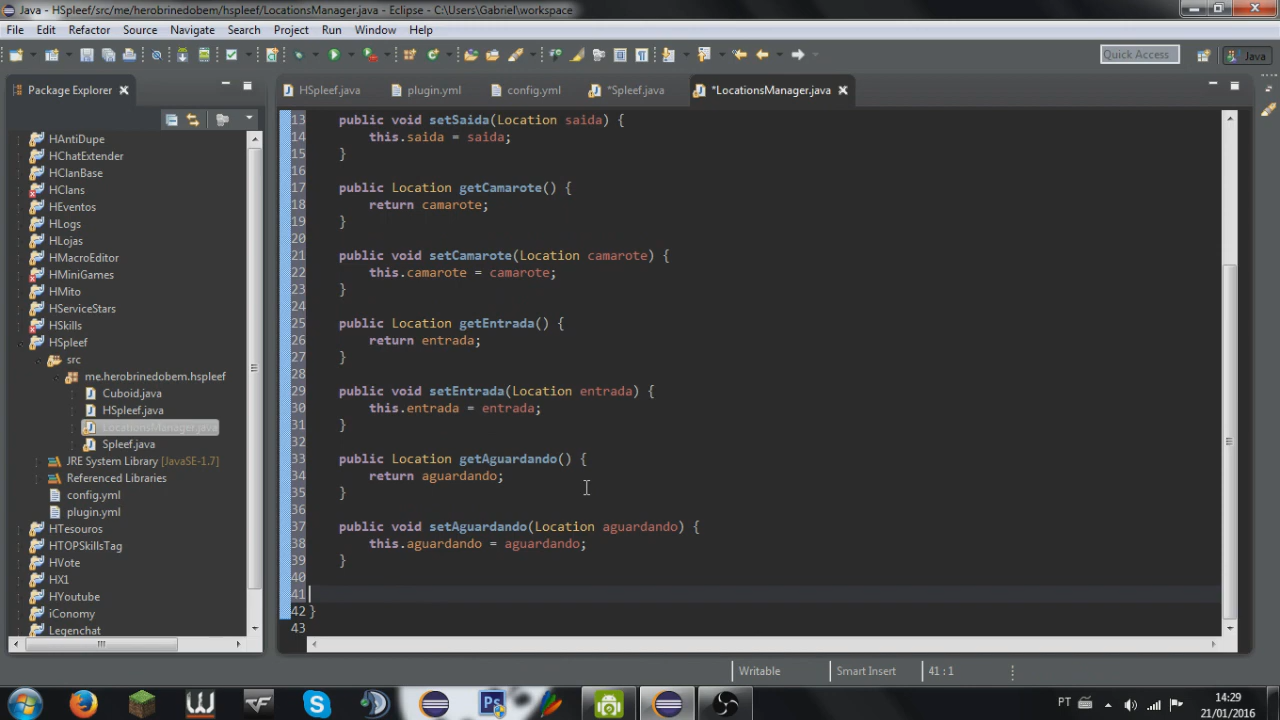 Java - HSpleef/src/me/herobrinedobem/hspleef/LocationsManager.java - Eclipse - C:\Users\Gabriel\workspace
File Edit Refactor Source Navigate Search Project Run Window Help
Quick Access Java
Package Explorer
HSpleef.java plugin.yml config.yml *Spleef.java *LocationsManager.java
HAntiDupe
HChatExtender
HClanBase
HClans
HEventos
HLogs
HLojas
HMacroEditor
HMiniGames
HMito
HServiceStars
HSkills
HSpleef
src
me.herobrinedobem.hspleef
Cuboid.java
HSpleef.java
LocationsManager.java
Spleef.java
JRE System Library [JavaSE-1.7]
Referenced Libraries
config.yml
plugin.yml
HTesouros
HTOPSkillsTag
HVote
HX1
HYoutube
iConomy
Legenchat
13 public void setSaida(Location saida) {
14 this.saida = saida;
15 }
16
17 public Location getCamarote() {
18 return camarote;
19 }
20
21 public void setCamarote(Location camarote) {
22 this.camarote = camarote;
23 }
24
25 public Location getEntrada() {
26 return entrada;
27 }
28
29 public void setEntrada(Location entrada) {
30 this.entrada = entrada;
31 }
32
33 public Location getAguardando() {
34 return aguardando;
35 }
36
37 public void setAguardando(Location aguardando) {
38 this.aguardando = aguardando;
39 }
40
41
42 }
43
Writable Smart Insert 41 : 1
PT 14:29
21/01/2016